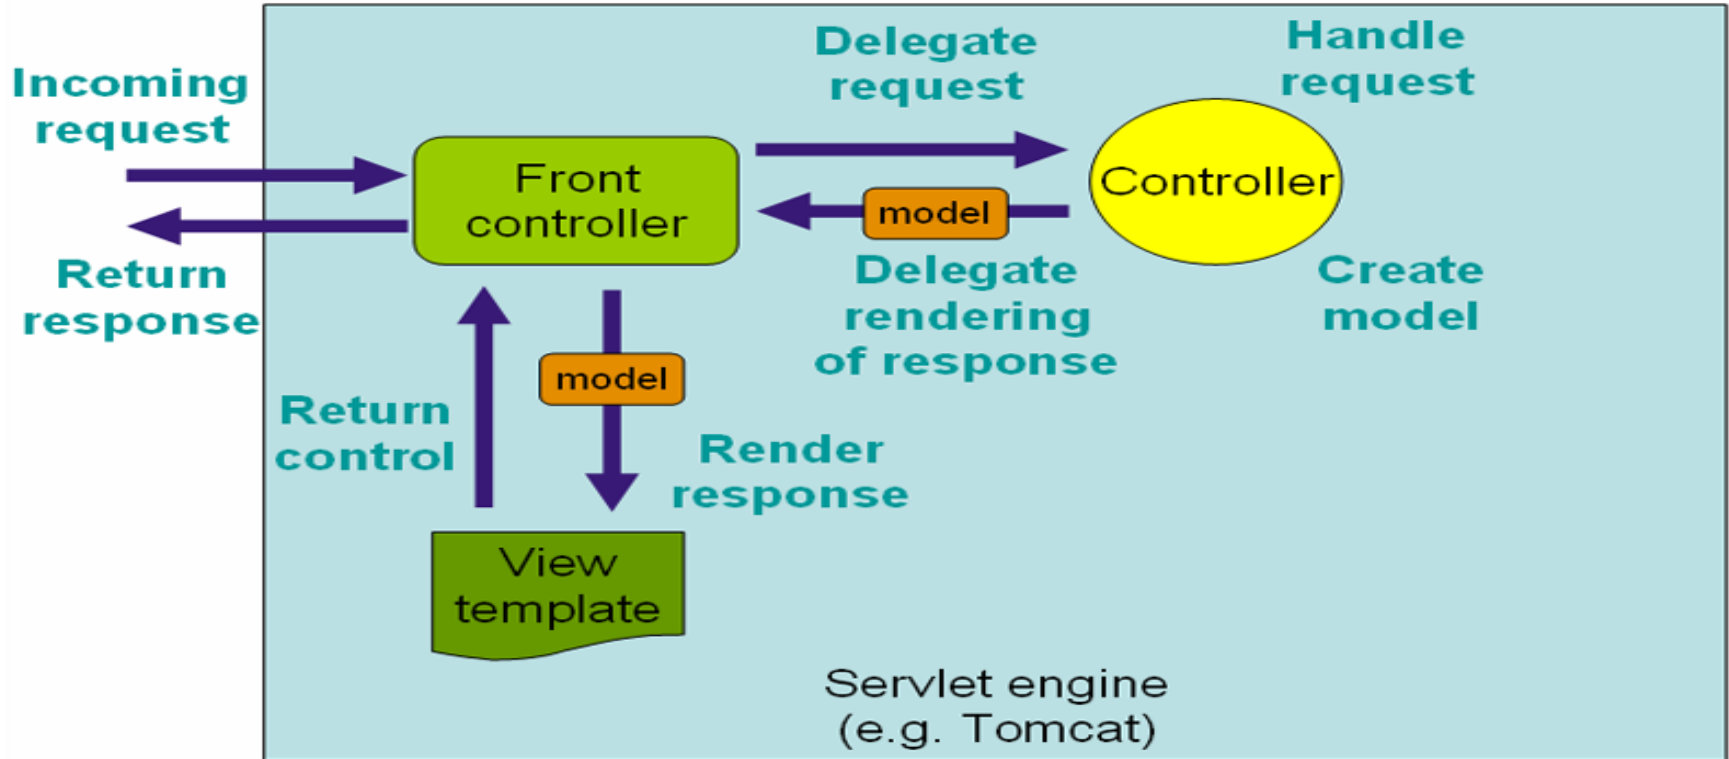 Incoming
request
Return
response
Front
controller
Delegate
request
Handle
request
Controller
model
Delegate
rendering
of response
Create
model
Return
control
model
Render
response
View
template
Servlet engine
(e.g. Tomcat)